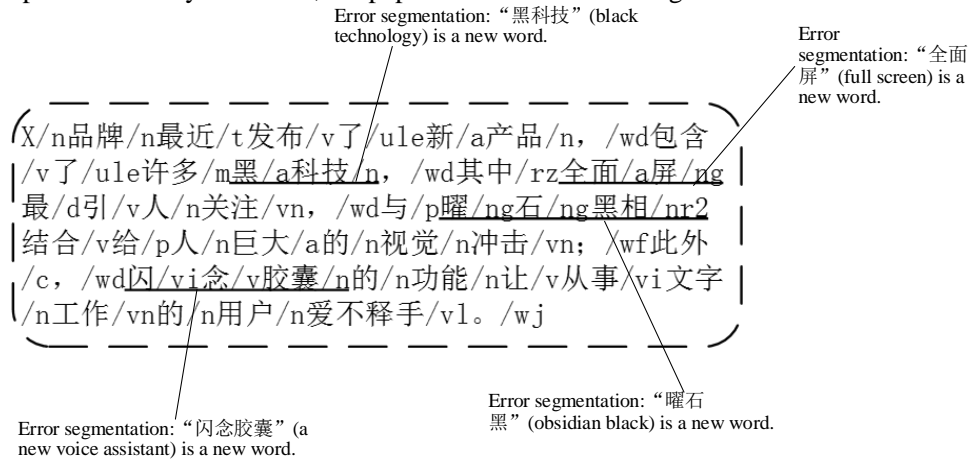 Error segmentation: “黑科技” (black
technology) is a new word.
Error
segmentation: “全面
屏” (full screen) is a
new word.
X/n品牌/n最近/t发布/v了/ule新/a产品/n, /wd包含
/v了/ule许多/m黑/a科技/n, /wd其中/rz全面/a屏/ng
最/d引/v人/n关注/vn, /wd与/p曜/ng石/ng黑相/nr2
结合/v给/p人/n巨大/a的/n视觉/n冲击/vn; /wf此外
/c, /wd闪/vi念/v胶囊/n的/n功能/n让/v从事/vi文字
/n工作/vn的/n用户/n爱不释手/vl。/wj
Error segmentation: “闪念胶囊” (a
new voice assistant) is a new word.
Error segmentation: “曜石
黑” (obsidian black) is a new word.